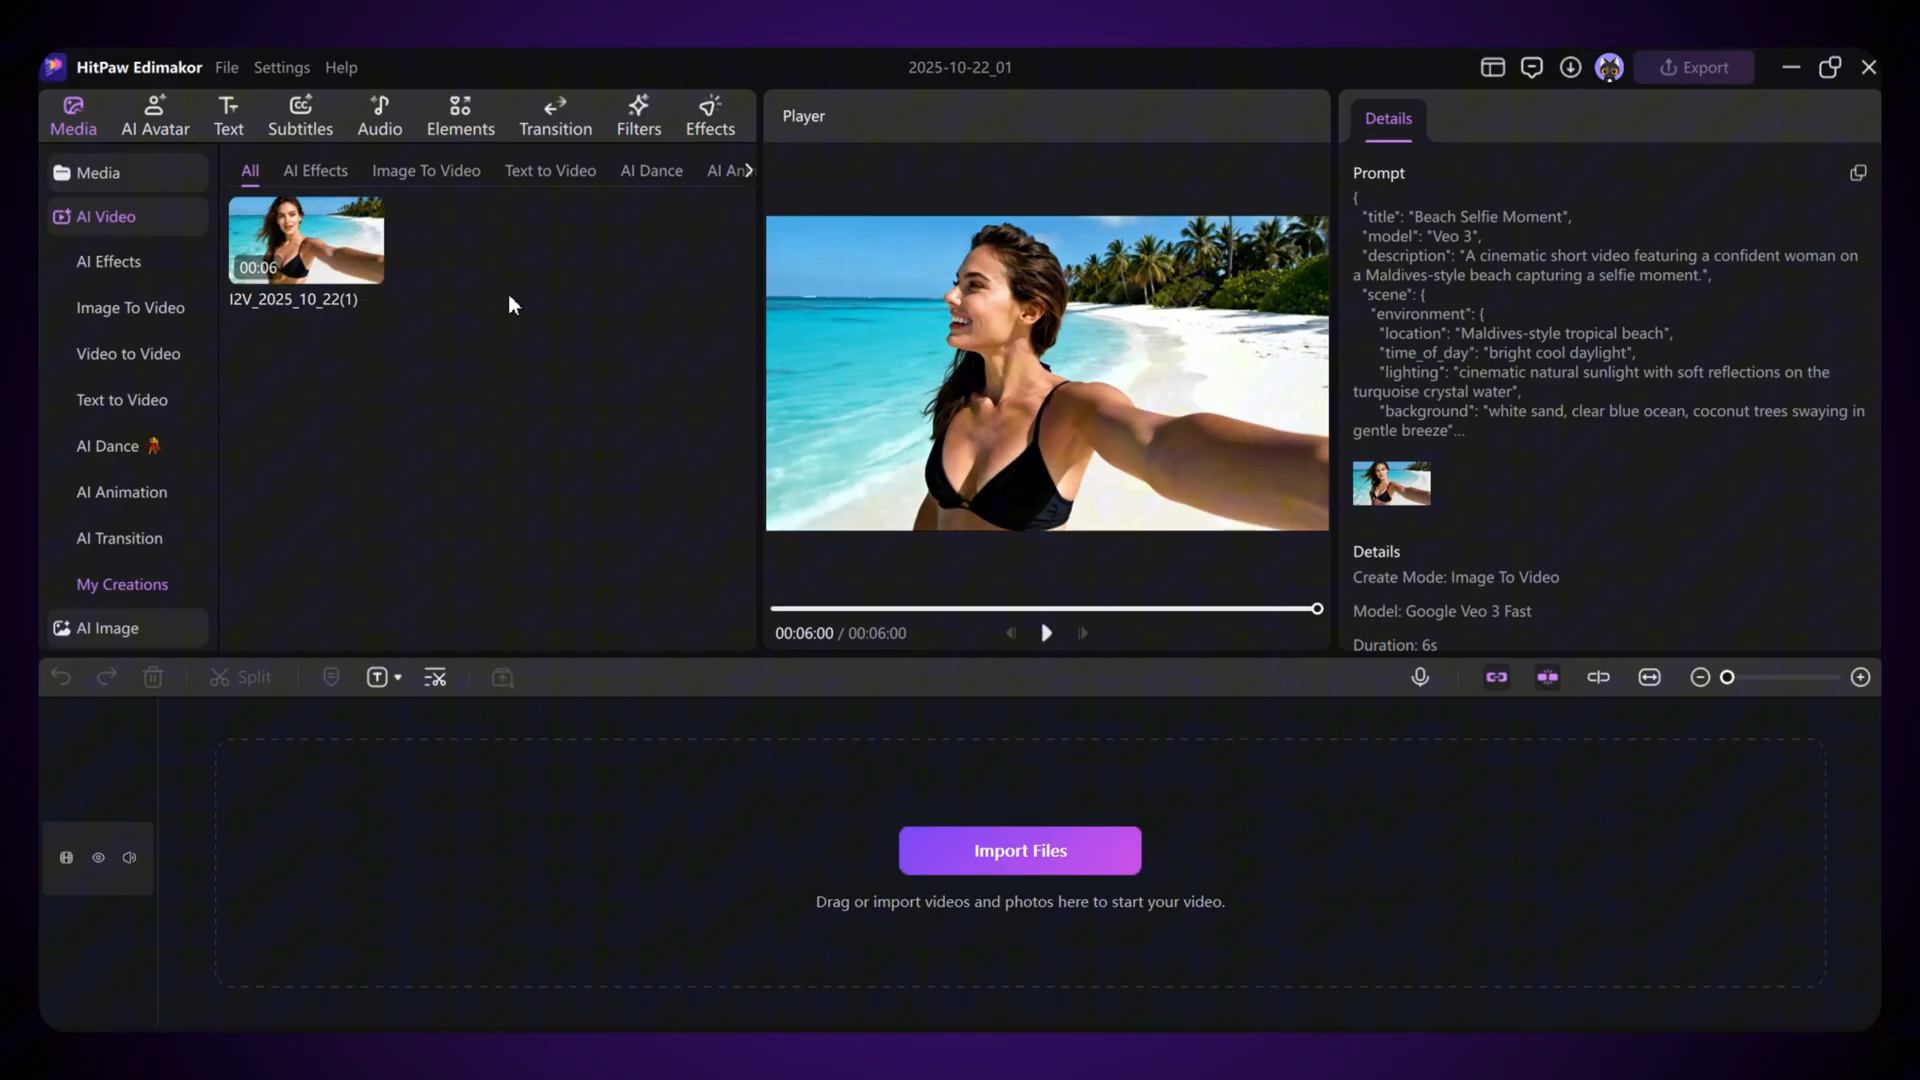 HitPaw Edimakor File Settings Help 2025-10-22_01 Export
Media AI Avatar Text Subtitles Audio Elements Transition Filters Effects
Media
AI Video
AI Effects
Image To Video
Video to Video
Text to Video
AI Dance
AI Animation
AI Transition
My Creations
AI Image
All AI Effects Image To Video Text to Video AI Dance AI An
00:06
I2V_2025_10_22(1)
Player
00:06:00 / 00:06:00
Details
Prompt
{
"title": "Beach Selfie Moment",
"model": "Veo 3",
"description": "A cinematic short video featuring a confident woman on
a Maldives-style beach capturing a selfie moment.",
"scene": {
"environment": {
"location": "Maldives-style tropical beach",
"time_of_day": "bright cool daylight",
"lighting": "cinematic natural sunlight with soft reflections on the
turquoise crystal water",
"background": "white sand, clear blue ocean, coconut trees swaying in
gentle breeze"...
Details
Create Mode: Image To Video
Model: Google Veo 3 Fast
Duration: 6s
Split
Import Files
Drag or import videos and photos here to start your video.